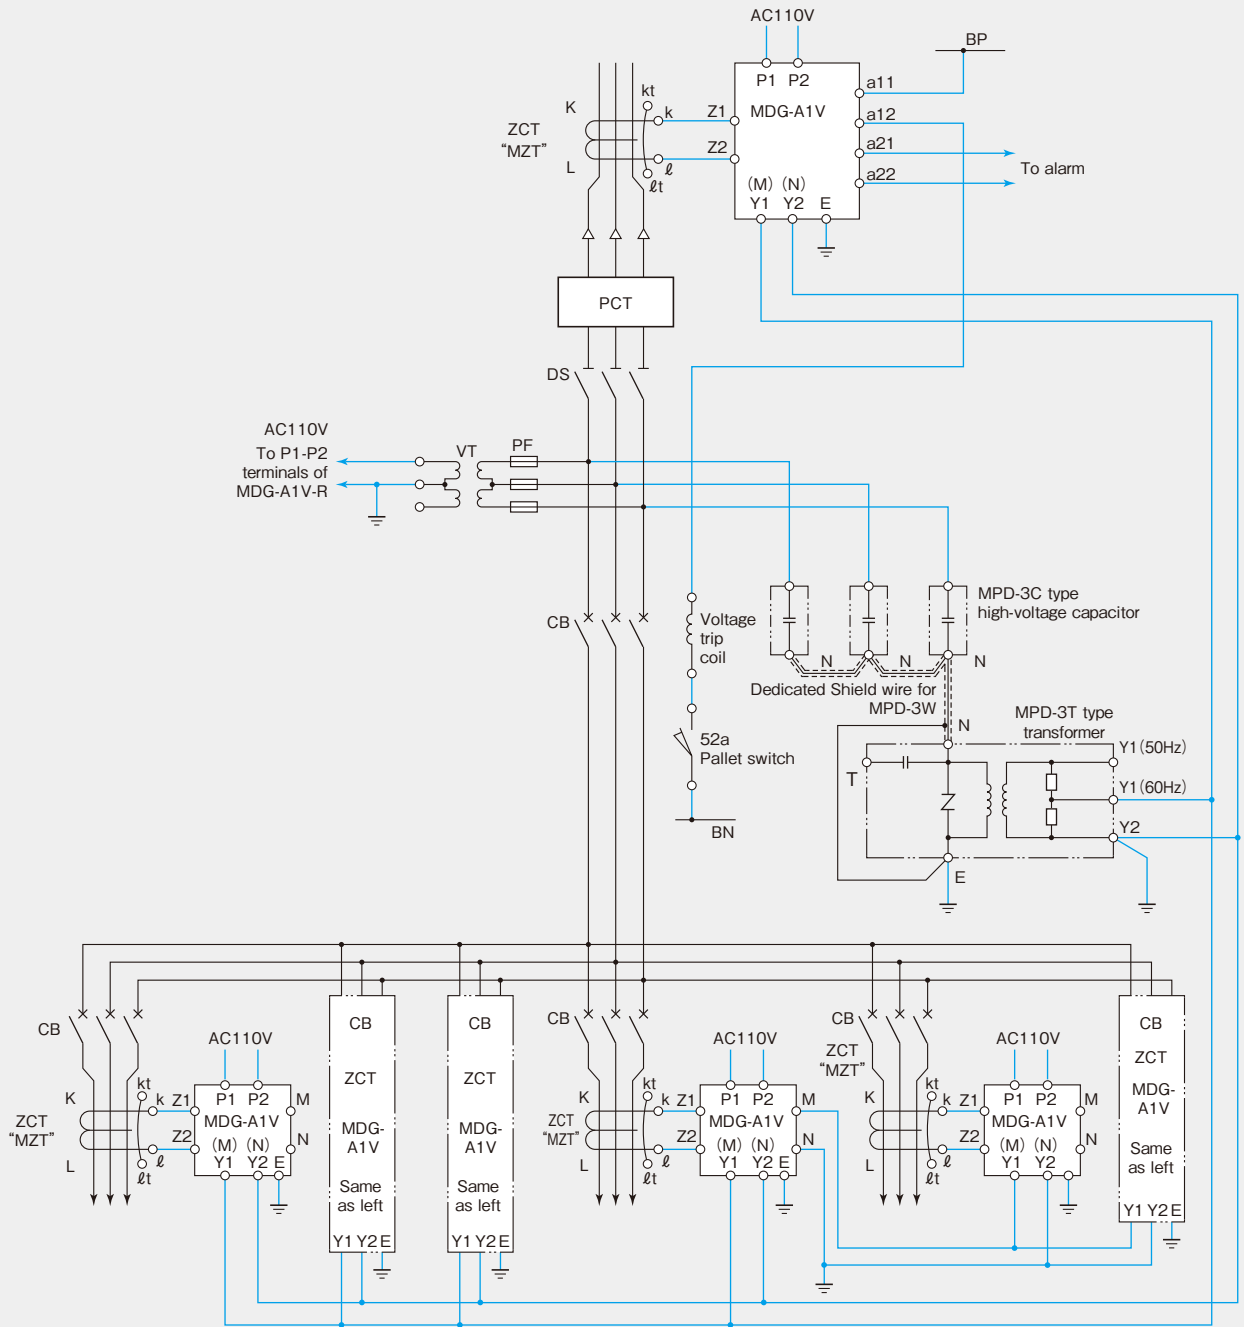 AC110V
BP
P1 P2
MDG-A1V
a11
a12
a21
a22
To alarm
Z1
Z2
(M) (N)
Y1 Y2 E
kt
K
k
ZCT
“MZT”
L
ℓ
ℓt
PCT
DS
AC110V
To P1-P2
terminals of
MDG-A1V-R
VT
PF
CB
Voltage
trip
coil
52a
Pallet switch
BN
MPD-3C type
high-voltage capacitor
N
N
N
Dedicated Shield wire for
MPD-3W
N
MPD-3T type
transformer
T
Y1(50Hz)
Y1(60Hz)
Y2
E
CB
AC110V
kt
K
k
Z1
P1 P2
M
ZCT
“MZT”
MDG-A1V
Z2
(M) (N)
N
L
ℓ
Y1 Y2 E
ℓt
CB
ZCT
MDG-
A1V
Same
as left
Y1 Y2 E
CB
ZCT
MDG-
A1V
Same
as left
Y1 Y2 E
CB
AC110V
kt
K
k
Z1
P1 P2
M
ZCT
“MZT”
MDG-A1V
Z2
(M) (N)
N
L
ℓ
Y1 Y2 E
ℓt
CB
ZCT
“MZT”
AC110V
kt
K
k
Z1
P1 P2
M
MDG-A1V
Z2
(M) (N)
N
L
ℓ
Y1 Y2 E
ℓt
CB
ZCT
MDG-
A1V
Same
as left
Y1 Y2 E